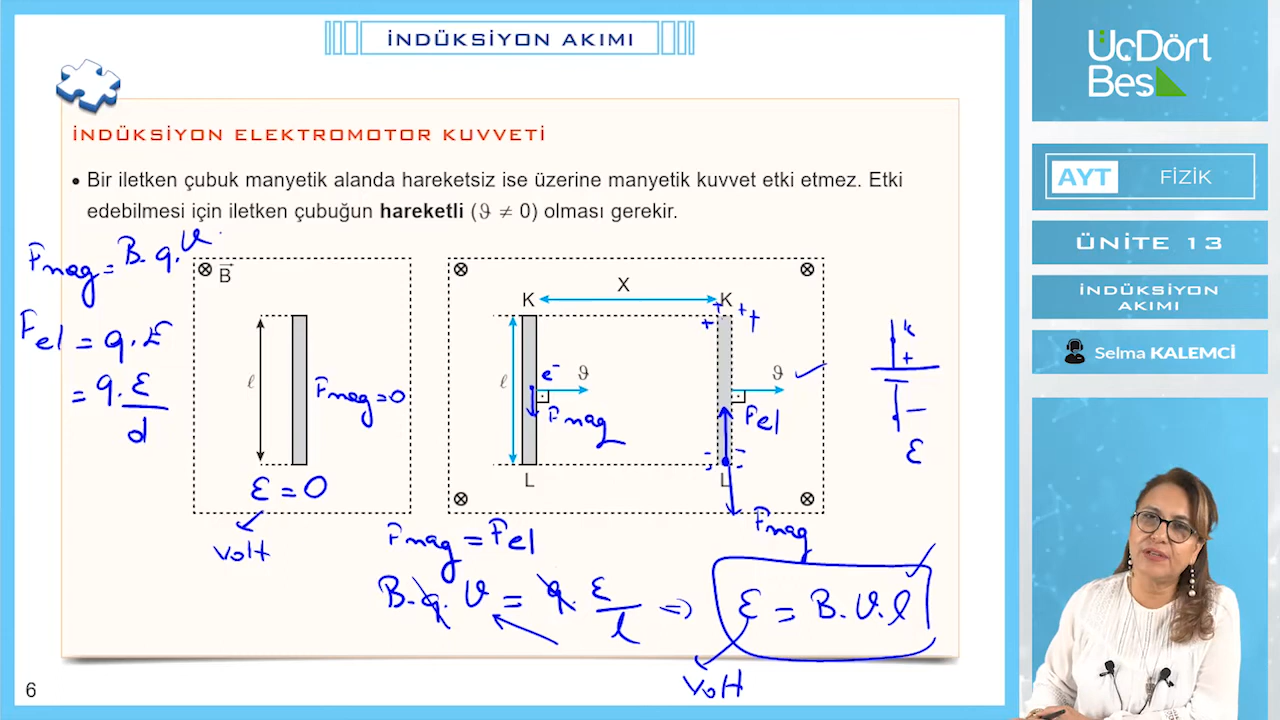 İNDÜKSİYON AKIMI
İNDÜKSİYON ELEKTROMOTOR KUVVETİ
• Bir iletken çubuk manyetik alanda hareketsiz ise üzerine manyetik kuvvet etki etmez. Etki
edebilmesi için iletken çubuğun hareketli (ϑ ≠ 0) olması gerekir.
Fmag = B.q.ϑ
Fel = q.E
= q.ε/d
⊗ B
ℓ
Fmag=0
ε = 0
Volt
⊗ ⊗
K X K
+ + + +
ℓ e⁻ ϑ ϑ ✓
Fmag Fel
L L
- - - -
⊗ ⊗
Fmag
K
+
-
ε
Fmag = Fel
B.q.ϑ = q.ε/l ⇒ ε = B.ϑ.l ✓
Volt
6
ÜçDört
Beş
AYT FİZİK
ÜNİTE 13
İNDÜKSİYON
AKIMI
Selma KALEMCİ